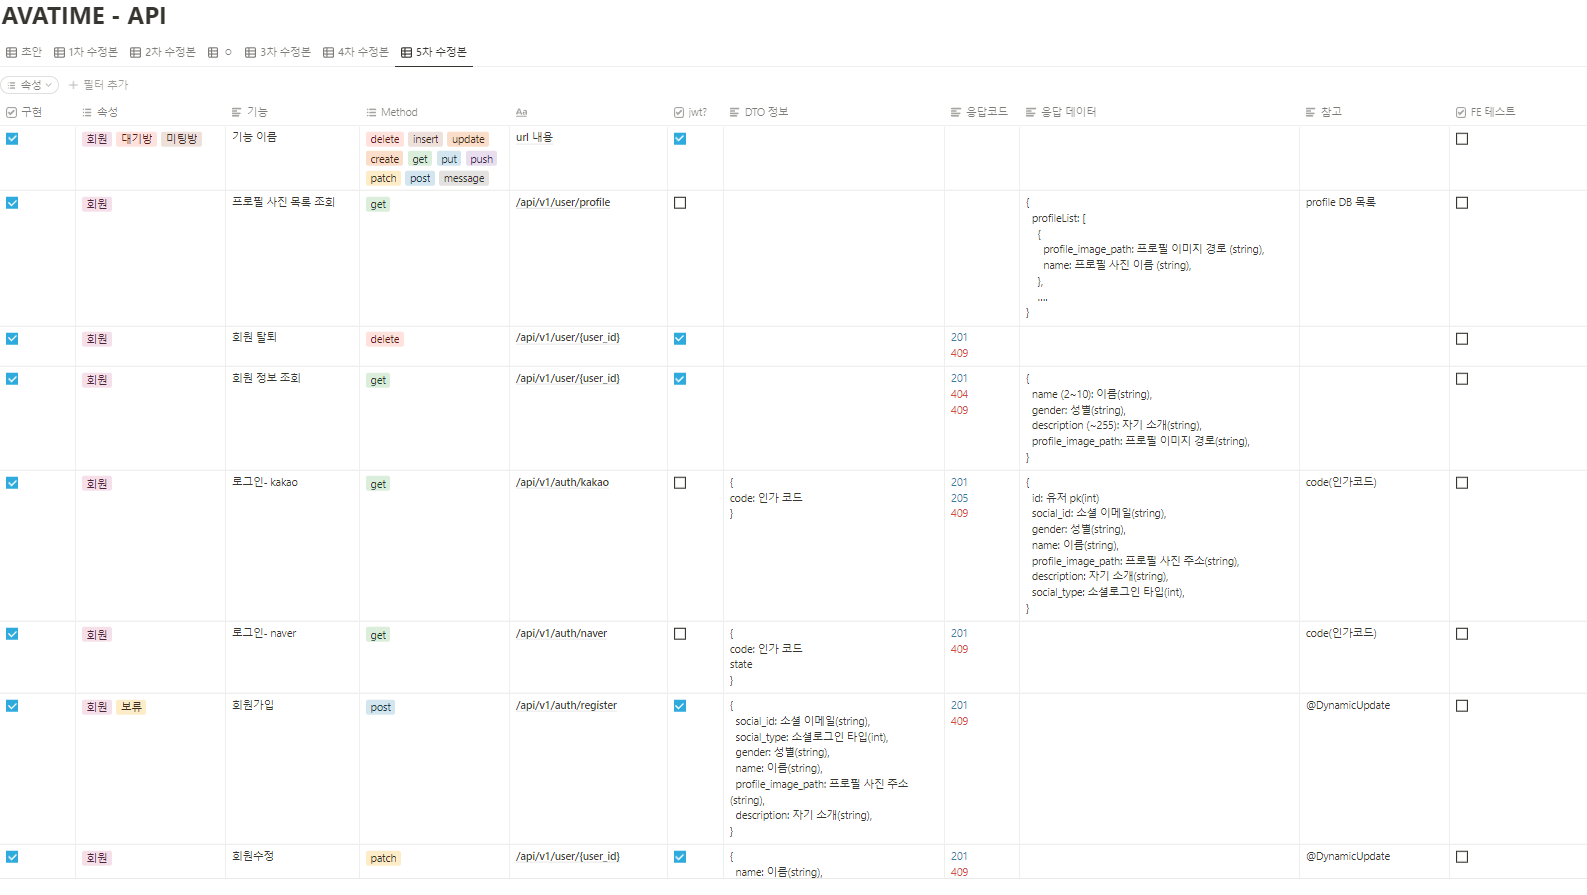 AVATIME - API
초안 1차 수정본 2차 수정본 ㅇ 3차 수정본 4차 수정본 5차 수정본
속성 필터 추가
구현 속성 기능 Method Aa jwt? DTO 정보 응답코드 응답 데이터 참고 FE 테스트
회원 대기방 미팅방 기능 이름 delete insert update url 내용
create get put push
patch post message
회원 프로필 사진 목록 조회 get /api/v1/user/profile { profile DB 목록
profileList: [
{
profile_image_path: 프로필 이미지 경로 (string),
name: 프로필 사진 이름 (string),
},
....
}
회원 회원 탈퇴 delete /api/v1/user/{user_id} 201
409
회원 회원 정보 조회 get /api/v1/user/{user_id} 201 {
404 name (2~10): 이름(string),
409 gender: 성별(string),
description (~255): 자기 소개(string),
profile_image_path: 프로필 이미지 경로(string),
}
회원 로그인- kakao get /api/v1/auth/kakao { 201 { code(인가코드)
code: 인가 코드 205 id: 유저 pk(int)
} 409 social_id: 소셜 이메일(string),
gender: 성별(string),
name: 이름(string),
profile_image_path: 프로필 사진 주소(string),
description: 자기 소개(string),
social_type: 소셜로그인 타입(int),
}
회원 로그인- naver get /api/v1/auth/naver { 201 code(인가코드)
code: 인가 코드 409
state
}
회원 보류 회원가입 post /api/v1/auth/register { 201 @DynamicUpdate
social_id: 소셜 이메일(string), 409
social_type: 소셜로그인 타입(int),
gender: 성별(string),
name: 이름(string),
profile_image_path: 프로필 사진 주소
(string),
description: 자기 소개(string),
}
회원 회원수정 patch /api/v1/user/{user_id} { 201 @DynamicUpdate
name: 이름(string), 409